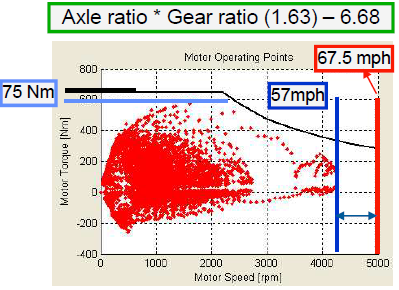 Axle ratio * Gear ratio (1.63) – 6.68
67.5 mph
Motor Operating Points
57mph
75 Nm
Motor Torque [Nm]
800
600
400
200
0
-200
-400
0
1000
2000
3000
4000
5000
Motor Speed [rpm]